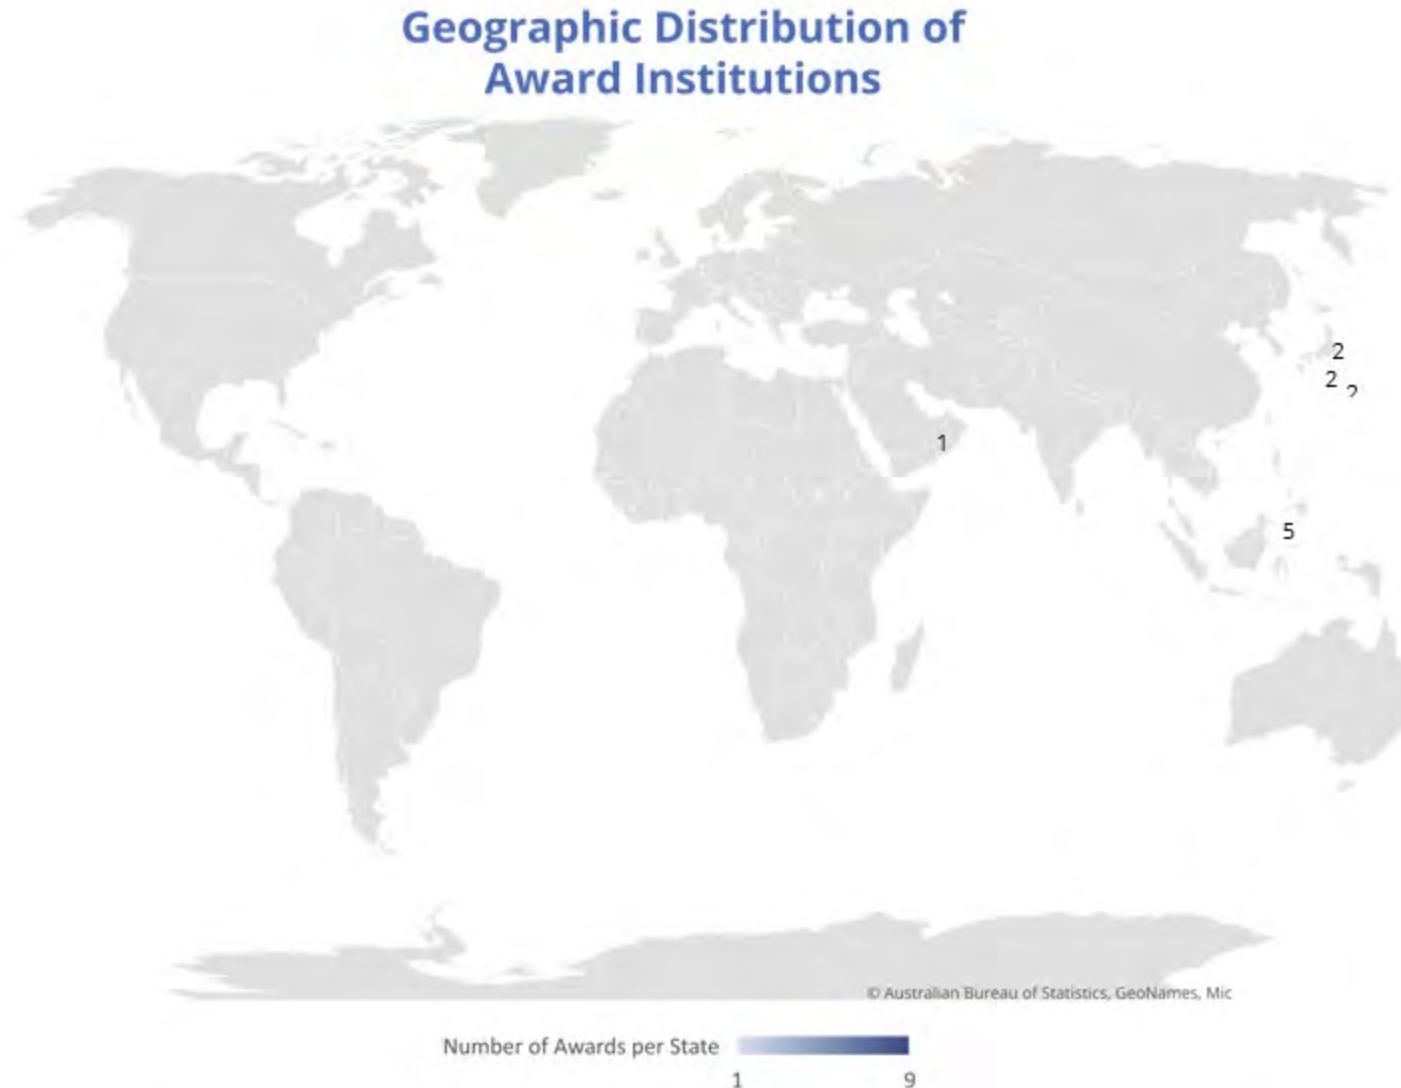 Geographic Distribution of
Award Institutions
2
2
2
1
5
© Australian Bureau of Statistics, GeoNames, Mic
Number of Awards per State
1 9